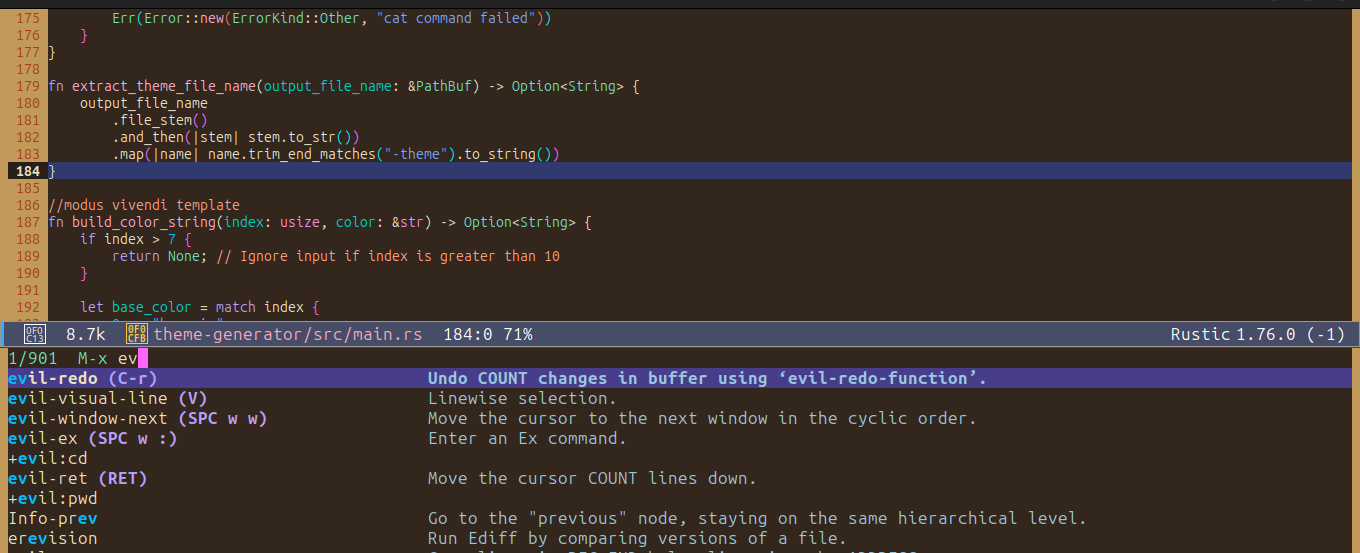 175         Err(Error::new(ErrorKind::Other, "cat command failed"))
176     }
177 }
178
179 fn extract_theme_file_name(output_file_name: &PathBuf) -> Option<String> {
180     output_file_name
181         .file_stem()
182         .and_then(|stem| stem.to_str())
183         .map(|name| name.trim_end_matches("-theme").to_string())
184 }
185
186 //modus vivendi template
187 fn build_color_string(index: usize, color: &str) -> Option<String> {
188     if index > 7 {
189         return None; // Ignore input if index is greater than 10
190     }
191
192     let base_color = match index {
0F0C13 8.7k 0F0CFB theme-generator/src/main.rs 184:0 71% Rustic 1.76.0 (-1)
1/901 M-x ev
evil-redo (C-r) Undo COUNT changes in buffer using ‘evil-redo-function’.
evil-visual-line (V) Linewise selection.
evil-window-next (SPC w w) Move the cursor to the next window in the cyclic order.
evil-ex (SPC w :) Enter an Ex command.
+evil:cd
evil-ret (RET) Move the cursor COUNT lines down.
+evil:pwd
Info-prev Go to the "previous" node, staying on the same hierarchical level.
erevision Run Ediff by comparing versions of a file.